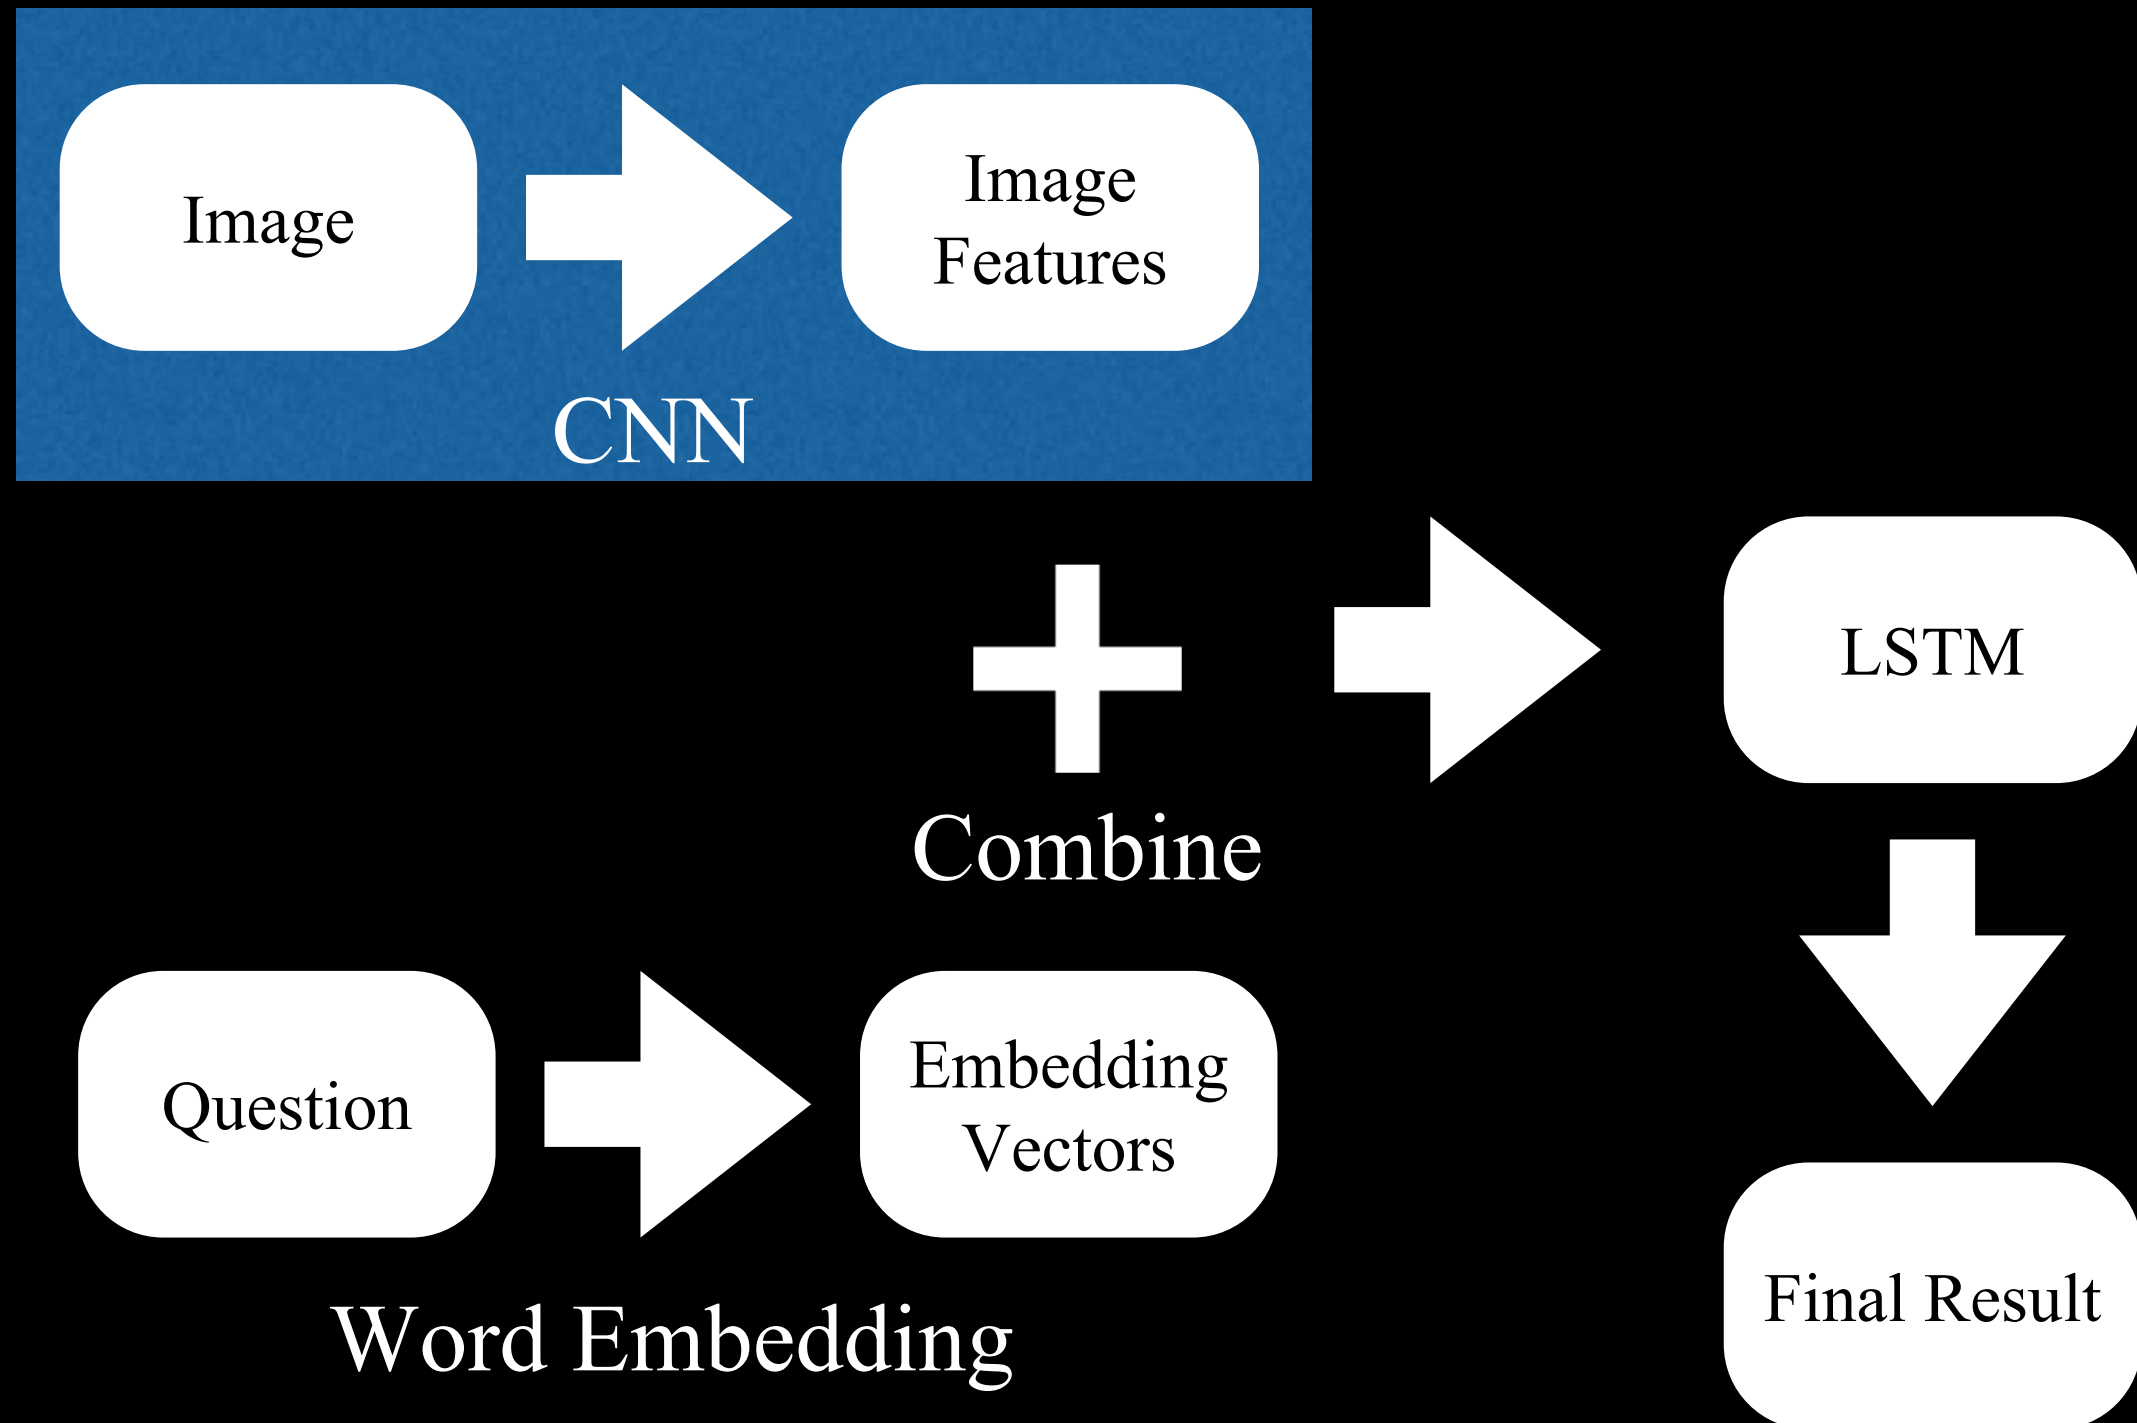 Image
Image
Features
CNN
LSTM
Combine
Question
Embedding
Vectors
Word Embedding
Final Result